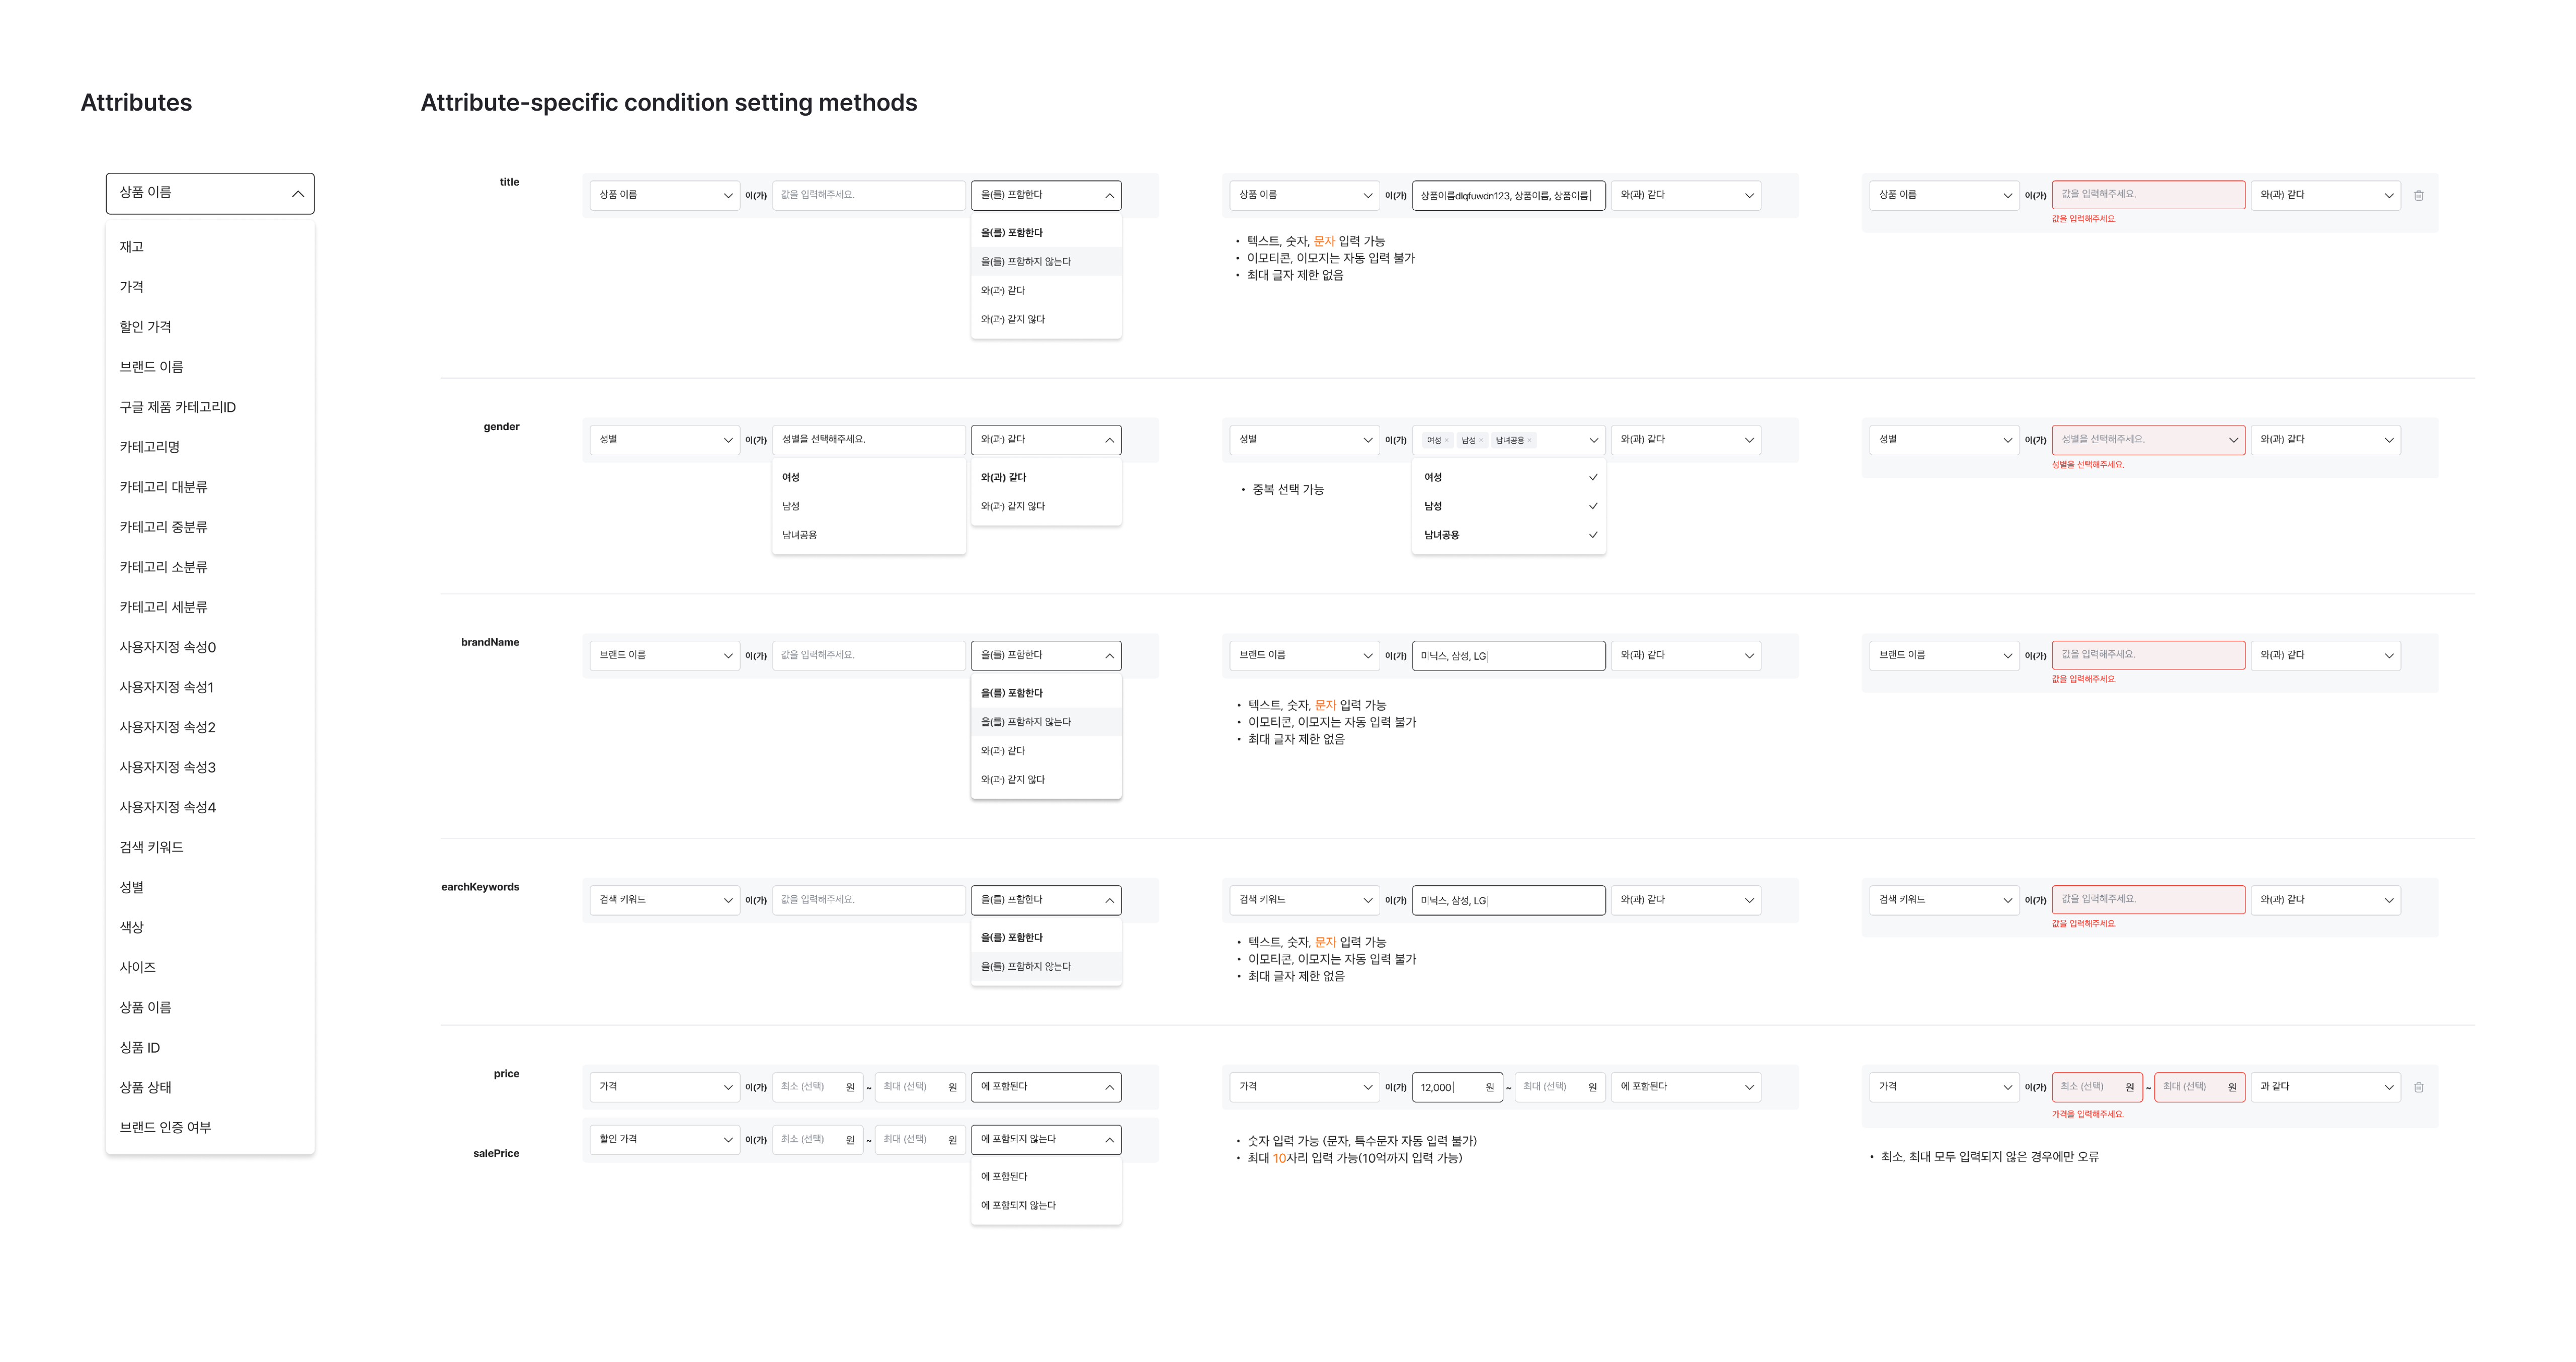 Attributes
Attribute-specific condition setting methods
상품 이름
재고
가격
할인 가격
브랜드 이름
구글 제품 카테고리ID
카테고리명
카테고리 대분류
카테고리 중분류
카테고리 소분류
카테고리 세분류
사용자지정 속성0
사용자지정 속성1
사용자지정 속성2
사용자지정 속성3
사용자지정 속성4
검색 키워드
성별
색상
사이즈
상품 이름
싱품 ID
상품 상태
브랜드 인증 여부
title
상품 이름 이(가) 값을 입력해주세요. 을(를) 포함한다
을(를) 포함한다
을(를) 포함하지 않는다
와(과) 같다
와(과) 같지 않다
상품 이름 이(가) 상품이름dlqfuwdn123, 상품이름, 상품이름 와(과) 같다
• 텍스트, 숫자, 문자 입력 가능
• 이모티콘, 이모지는 자동 입력 불가
• 최대 글자 제한 없음
상품 이름 이(가) 값을 입력해주세요. 와(과) 같다
값을 입력해주세요.
gender
성별 이(가) 성별을 선택해주세요. 와(과) 같다
여성
남성
남녀공용
와(과) 같다
와(과) 같지 않다
성별 이(가) 여성 × 남성 × 남녀공용 × 와(과) 같다
• 중복 선택 가능
여성
남성
남녀공용
성별 이(가) 성별을 선택해주세요. 와(과) 같다
성별을 선택해주세요.
brandName
브랜드 이름 이(가) 값을 입력해주세요. 을(를) 포함한다
을(를) 포함한다
을(를) 포함하지 않는다
와(과) 같다
와(과) 같지 않다
브랜드 이름 이(가) 미닉스, 삼성, LG 와(과) 같다
• 텍스트, 숫자, 문자 입력 가능
• 이모티콘, 이모지는 자동 입력 불가
• 최대 글자 제한 없음
브랜드 이름 이(가) 값을 입력해주세요. 와(과) 같다
값을 입력해주세요.
earchKeywords
검색 키워드 이(가) 값을 입력해주세요. 을(를) 포함한다
을(를) 포함한다
을(를) 포함하지 않는다
검색 키워드 이(가) 미닉스, 삼성, LG 와(과) 같다
• 텍스트, 숫자, 문자 입력 가능
• 이모티콘, 이모지는 자동 입력 불가
• 최대 글자 제한 없음
검색 키워드 이(가) 값을 입력해주세요. 와(과) 같다
값을 입력해주세요.
price
가격 이(가) 최소 (선택) 원 ~ 최대 (선택) 원 에 포함된다
salePrice
할인 가격 이(가) 최소 (선택) 원 ~ 최대 (선택) 원 에 포함되지 않는다
에 포함된다
에 포함되지 않는다
가격 이(가) 12,000 원 ~ 최대 (선택) 원 에 포함된다
• 숫자 입력 가능 (문자, 특수문자 자동 입력 불가)
• 최대 10자리 입력 가능(10억까지 입력 가능)
가격 이(가) 최소 (선택) 원 ~ 최대 (선택) 원 과 같다
가격을 입력해주세요.
• 최소, 최대 모두 입력되지 않은 경우에만 오류